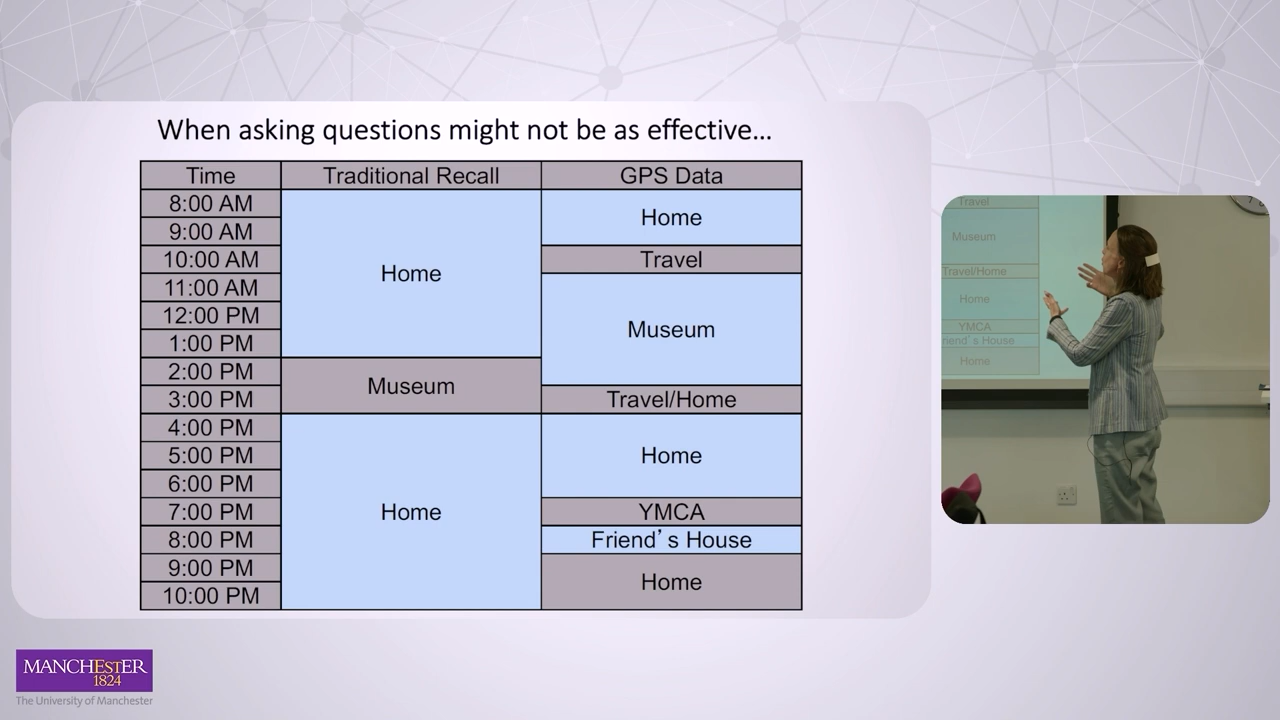 When asking questions might not be as effective...
Time Traditional Recall GPS Data
8:00 AM
9:00 AM
10:00 AM
11:00 AM
12:00 PM
1:00 PM
2:00 PM
3:00 PM
4:00 PM
5:00 PM
6:00 PM
7:00 PM
8:00 PM
9:00 PM
10:00 PM
Home
Museum
Home
Home
Travel
Museum
Travel/Home
Home
YMCA
Friend's House
Home
Travel
Museum
Travel/Home
Home
YMCA
riend's House
Home
MANCHESTER
1824
The University of Manchester